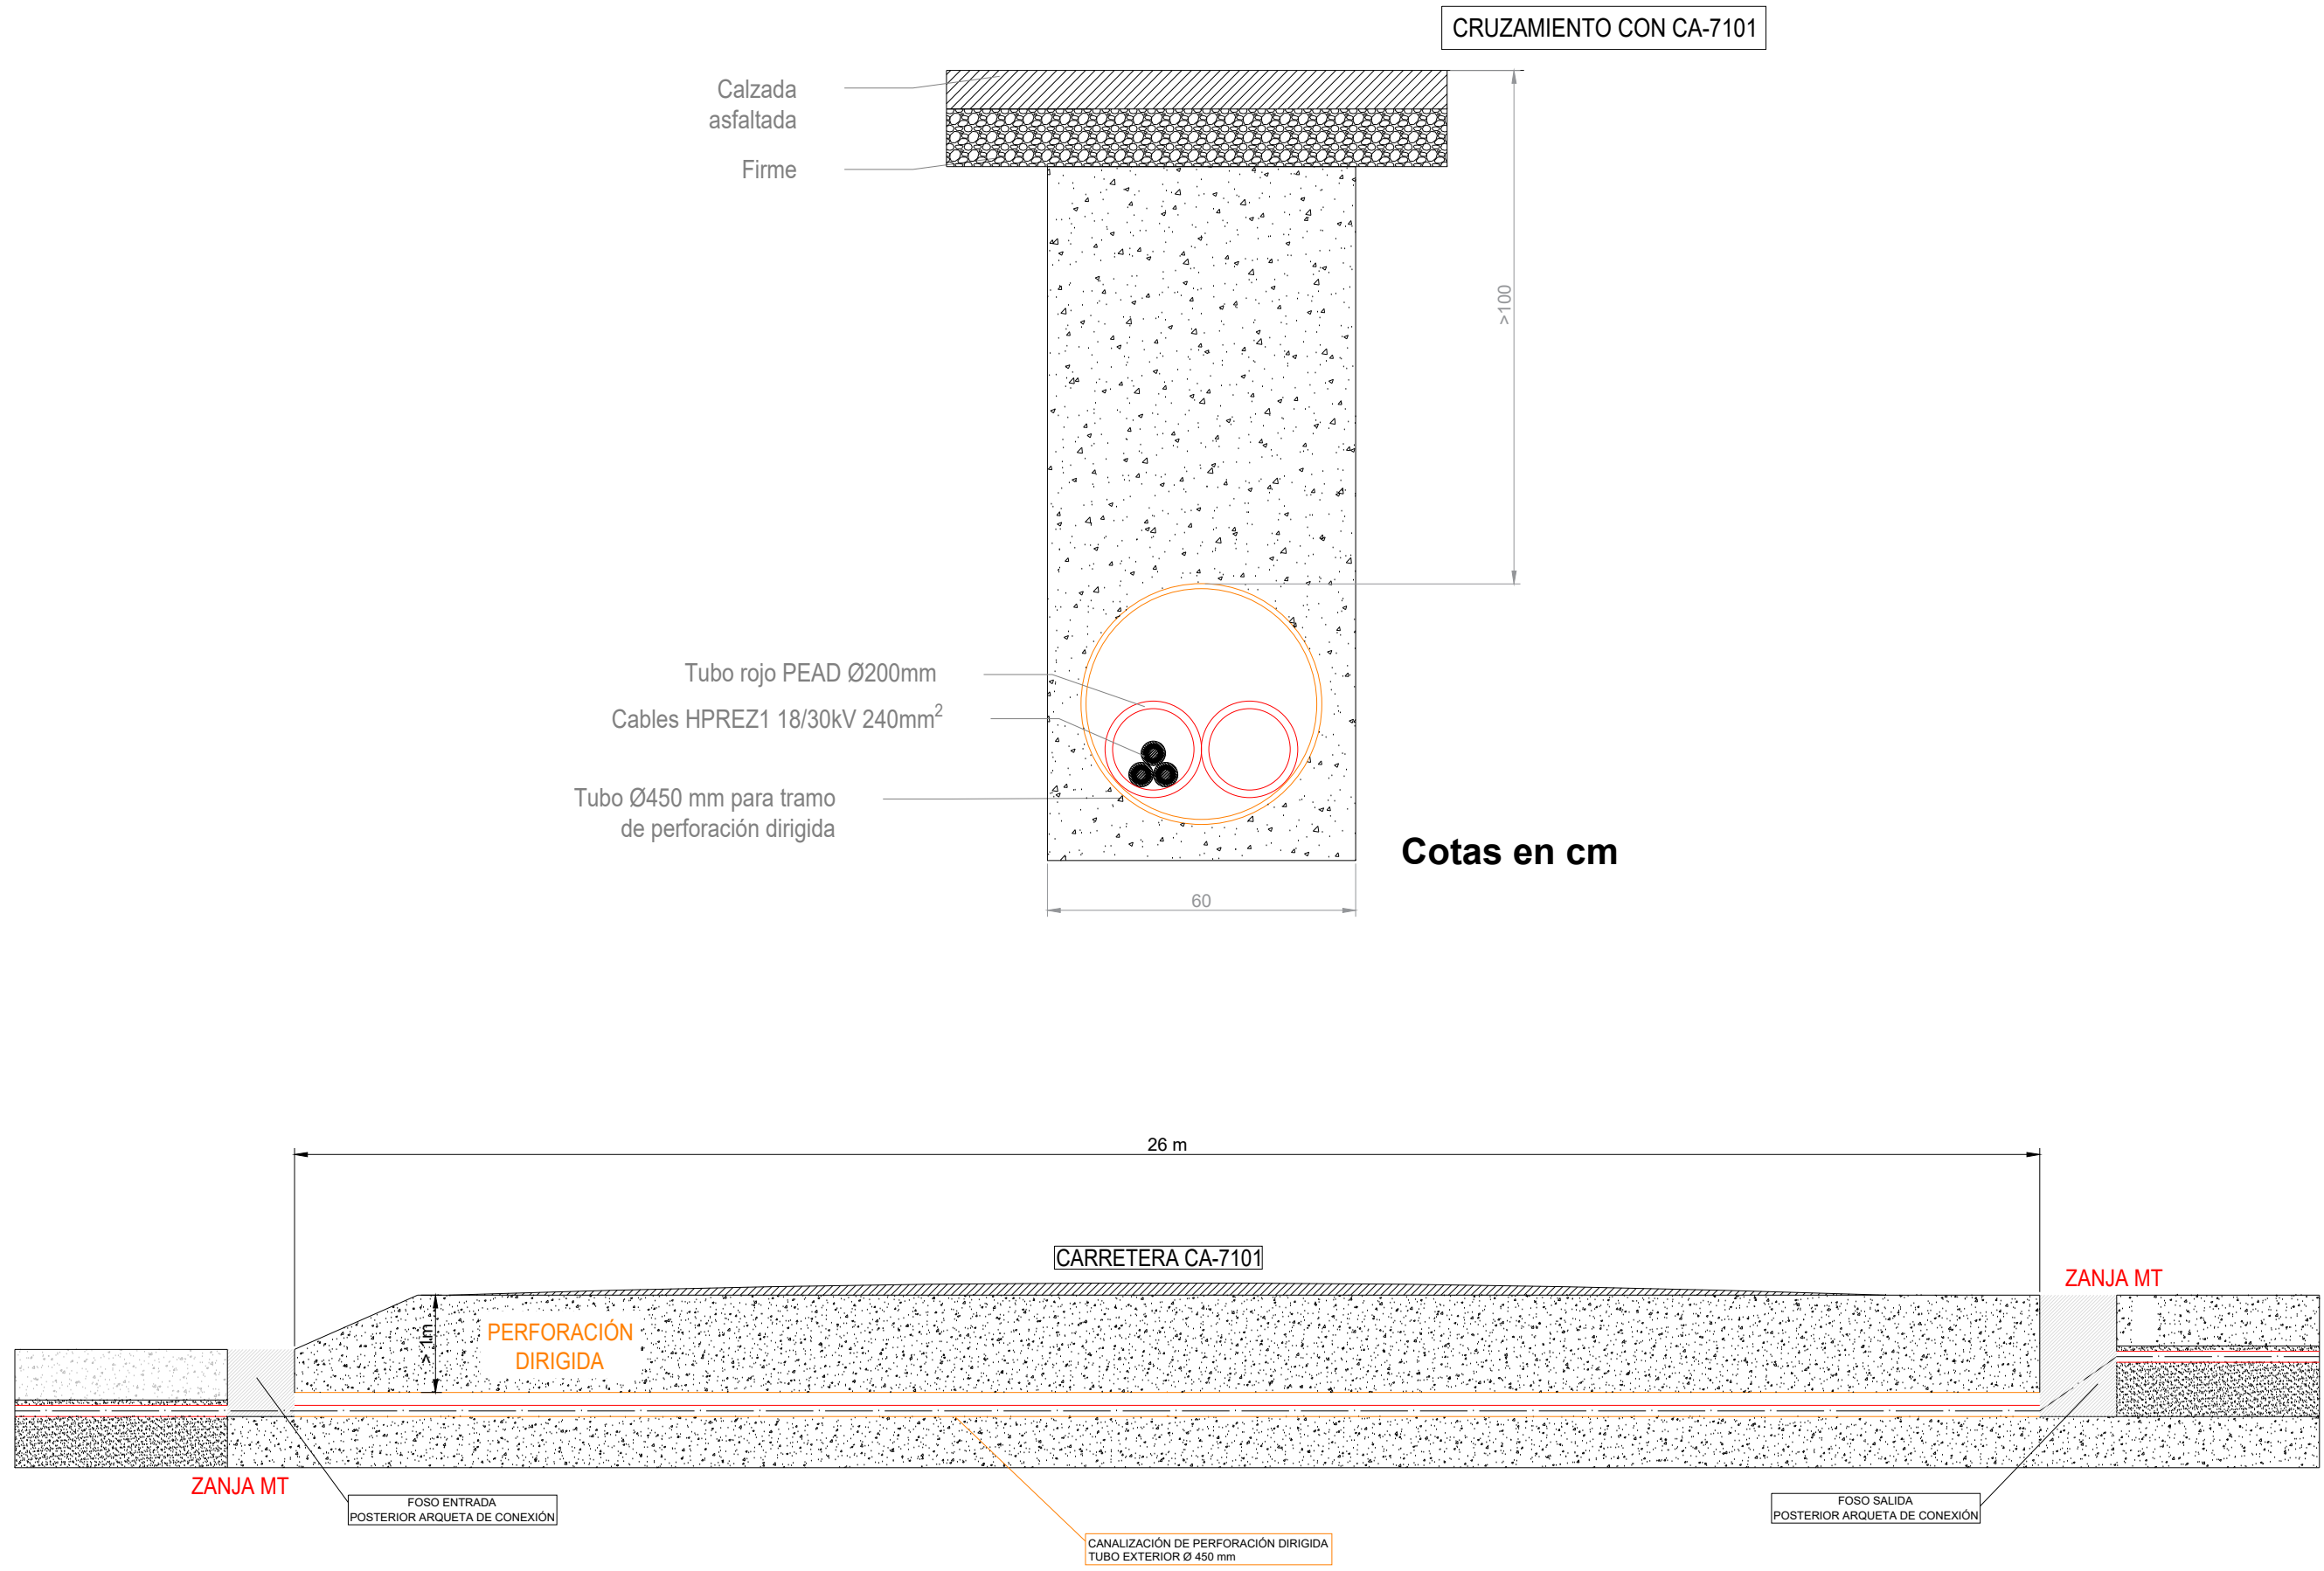 CRUZAMIENTO CON CA-7101
Calzada
asfaltada
Firme
>100
Tubo rojo PEAD Ø200mm
Cables HPREZ1 18/30kV 240mm²
Tubo Ø450 mm para tramo
de perforación dirigida
Cotas en cm
60
26 m
CARRETERA CA-7101
ZANJA MT
> 1m
PERFORACIÓN
DIRIGIDA
ZANJA MT
FOSO ENTRADA
POSTERIOR ARQUETA DE CONEXIÓN
FOSO SALIDA
POSTERIOR ARQUETA DE CONEXIÓN
CANALIZACIÓN DE PERFORACIÓN DIRIGIDA
TUBO EXTERIOR Ø 450 mm